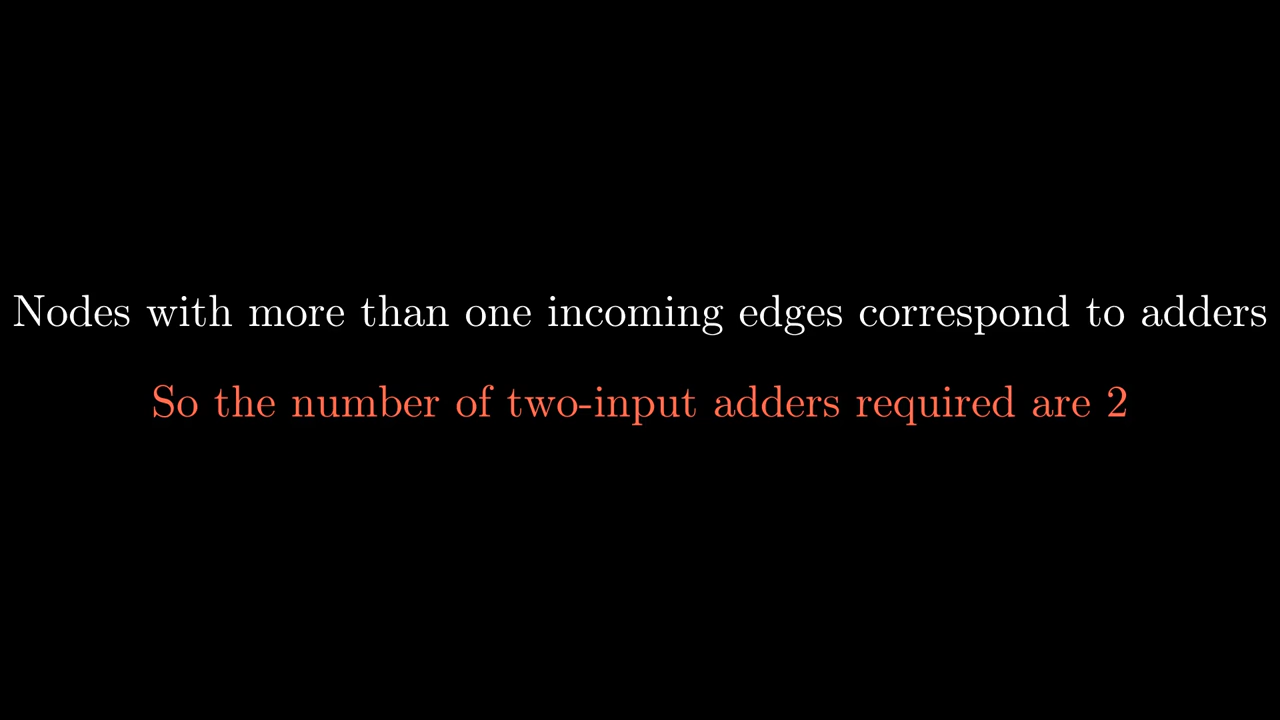 Nodes with more than one incoming edges correspond to adders
So the number of two-input adders required are 2